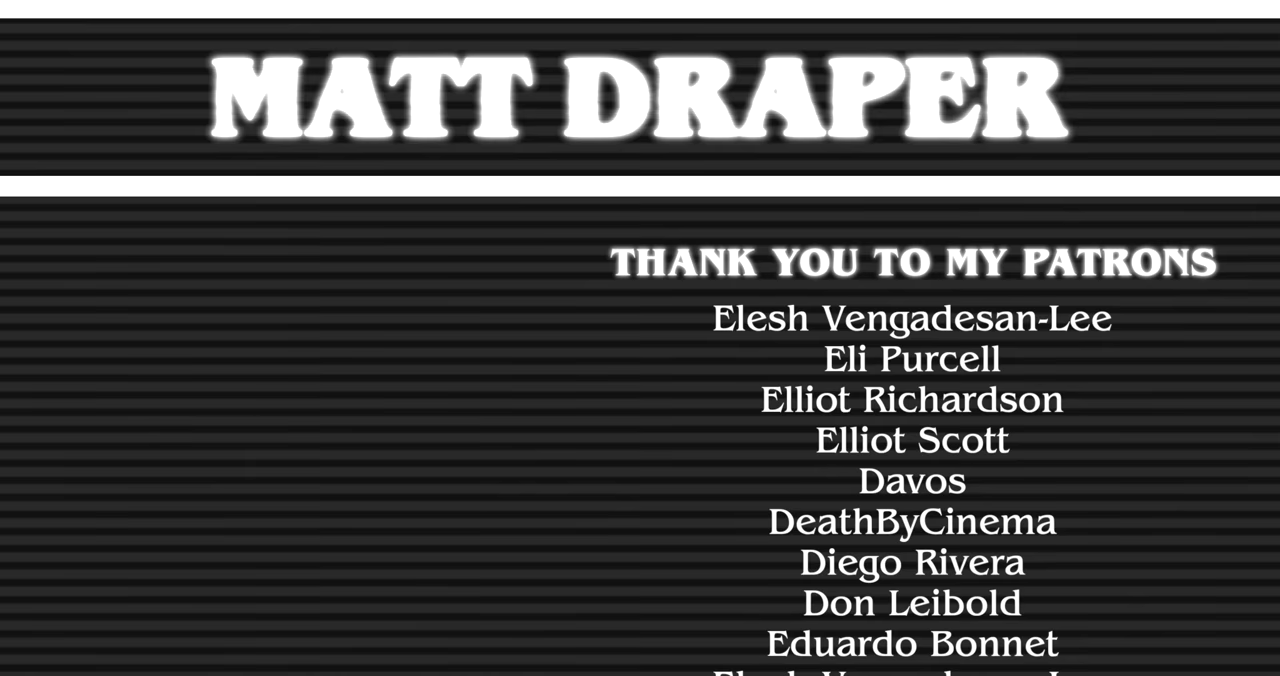 MATT DRAPER
THANK YOU TO MY PATRONS
Elesh Vengadesan-Lee
Eli Purcell
Elliot Richardson
Elliot Scott
Davos
DeathByCinema
Diego Rivera
Don Leibold
Eduardo Bonnet